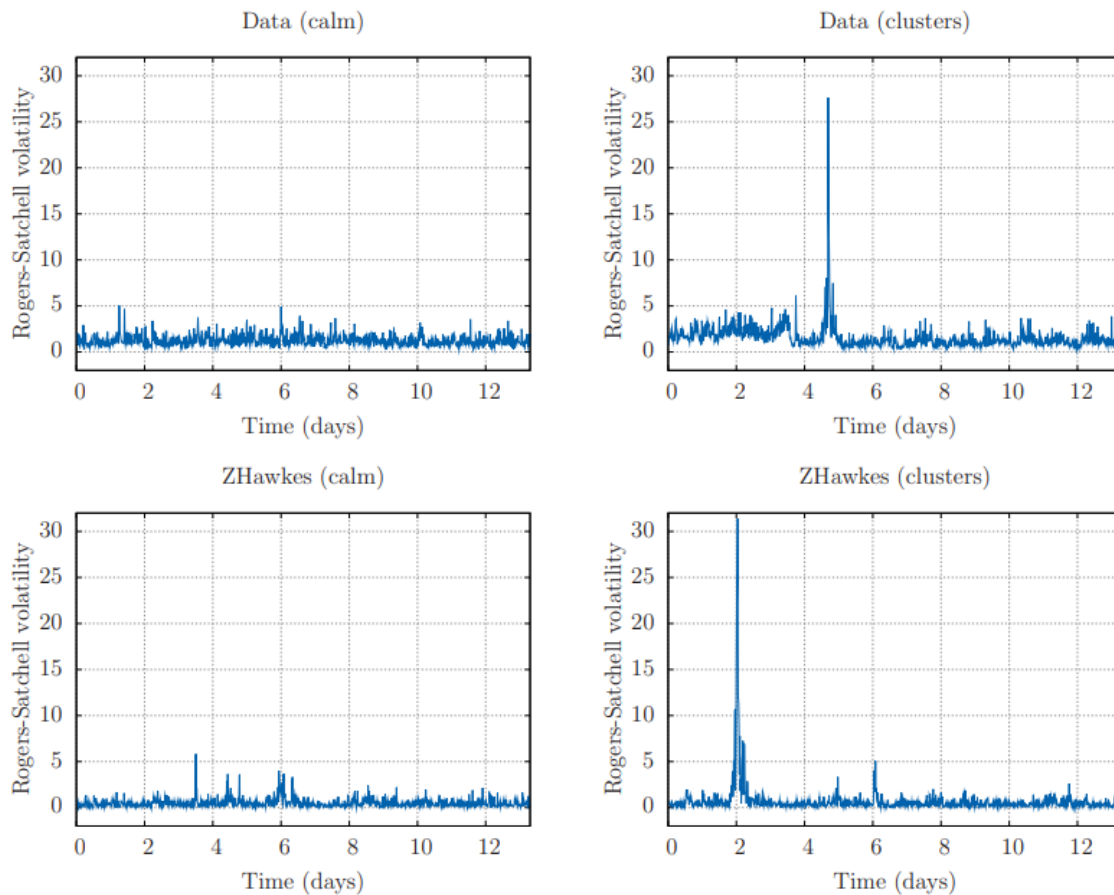 Data (calm)
Rogers-Satchell volatility
30
25
20
15
10
5
0
0 2 4 6 8 10 12
Time (days)
Data (clusters)
Rogers-Satchell volatility
30
25
20
15
10
5
0
0 2 4 6 8 10 12
Time (days)
ZHawkes (calm)
Rogers-Satchell volatility
30
25
20
15
10
5
0
0 2 4 6 8 10 12
Time (days)
ZHawkes (clusters)
Rogers-Satchell volatility
30
25
20
15
10
5
0
0 2 4 6 8 10 12
Time (days)